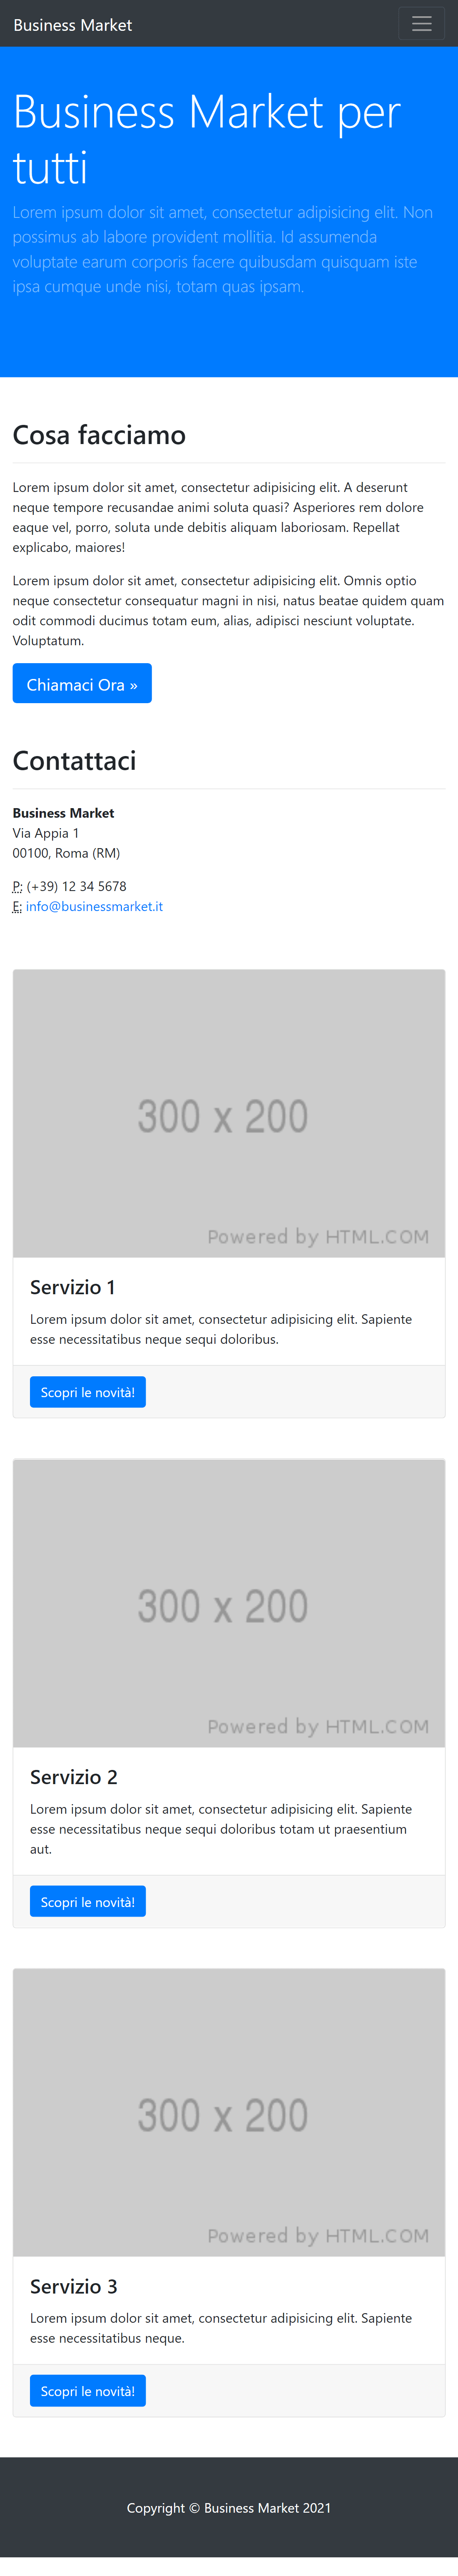 Business Market
Business Market per
tutti
Lorem ipsum dolor sit amet, consectetur adipisicing elit. Non
possimus ab labore provident mollitia. Id assumenda
voluptate earum corporis facere quibusdam quisquam iste
ipsa cumque unde nisi, totam quas ipsam.
Cosa facciamo
Lorem ipsum dolor sit amet, consectetur adipisicing elit. A deserunt
neque tempore recusandae animi soluta quasi? Asperiores rem dolore
eaque vel, porro, soluta unde debitis aliquam laboriosam. Repellat
explicabo, maiores!
Lorem ipsum dolor sit amet, consectetur adipisicing elit. Omnis optio
neque consectetur consequatur magni in nisi, natus beatae quidem quam
odit commodi ducimus totam eum, alias, adipisci nesciunt voluptate.
Voluptatum.
Chiamaci Ora »
Contattaci
Business Market
Via Appia 1
00100, Roma (RM)
P: (+39) 12 34 5678
E: info@businessmarket.it
300 x 200
Powered by HTML.COM
Servizio 1
Lorem ipsum dolor sit amet, consectetur adipisicing elit. Sapiente
esse necessitatibus neque sequi doloribus.
Scopri le novità!
300 x 200
Powered by HTML.COM
Servizio 2
Lorem ipsum dolor sit amet, consectetur adipisicing elit. Sapiente
esse necessitatibus neque sequi doloribus totam ut praesentium
aut.
Scopri le novità!
300 x 200
Powered by HTML.COM
Servizio 3
Lorem ipsum dolor sit amet, consectetur adipisicing elit. Sapiente
esse necessitatibus neque.
Scopri le novità!
Copyright © Business Market 2021